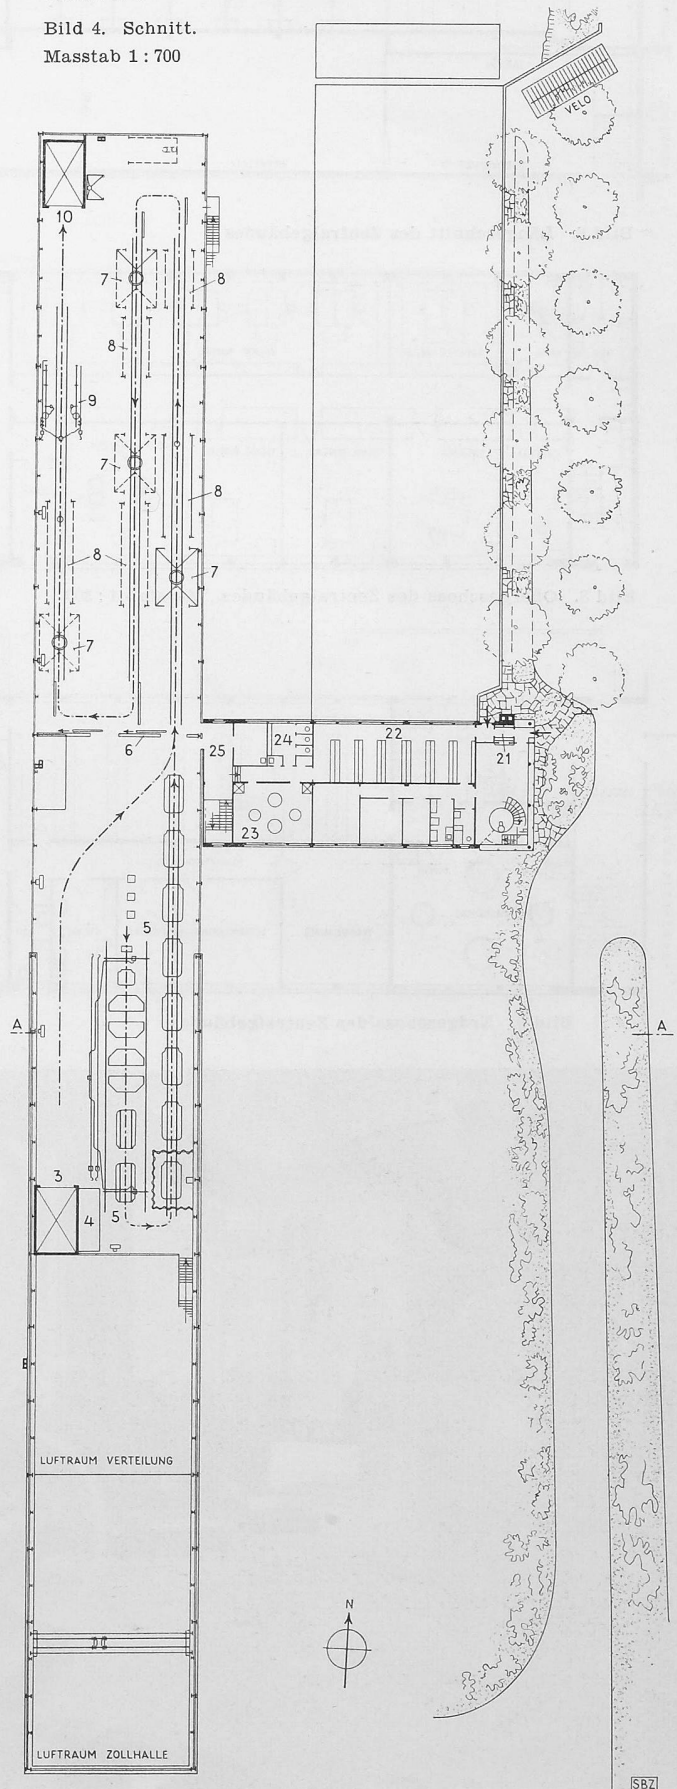 Bild 4. Schnitt.
Masstab 1 : 700
VELO
10
7
8
8
9
7
8
8
7
7
6
25
24
22
21
23
5
A
A
3
4
5
LUFTRAUM VERTEILUNG
N
LUFTRAUM ZOLLHALLE
SBZ